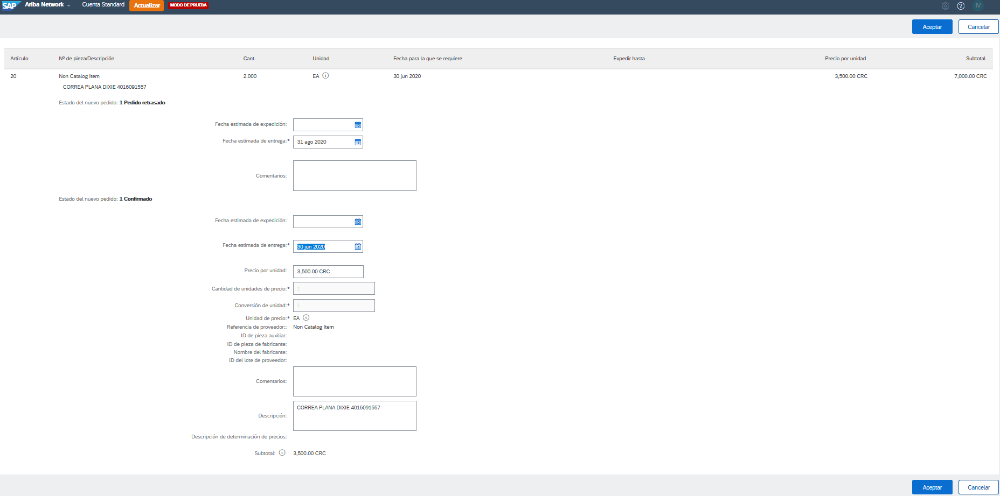 SAP Ariba Network Cuenta Standard Actualizar MODO DE PRUEBA ? IV
Aceptar Cancelar
Artículo Nº de pieza/Descripción Cant. Unidad Fecha para la que se requiere Expedir hasta Precio por unidad Subtotal
20 Non Catalog Item 2.000 EA 30 jun 2020 3,500.00 CRC 7,000.00 CRC
CORREA PLANA DIXIE 4016091557
Estado del nuevo pedido: 1 Pedido retrasado
Fecha estimada de expedición:
Fecha estimada de entrega:* 31 ago 2020
Comentarios:
Estado del nuevo pedido: 1 Confirmado
Fecha estimada de expedición:
Fecha estimada de entrega:* 30 jun 2020
Precio por unidad: 3,500.00 CRC
Cantidad de unidades de precio:* 1
Conversión de unidad:* 1
Unidad de precio:* EA
Referencia de proveedor:: Non Catalog Item
ID de pieza auxiliar:
ID de pieza de fabricante:
Nombre del fabricante:
ID del lote de proveedor:
Comentarios:
Descripción: CORREA PLANA DIXIE 4016091557
Descripción de determinación de precios:
Subtotal: 3,500.00 CRC
Aceptar Cancelar